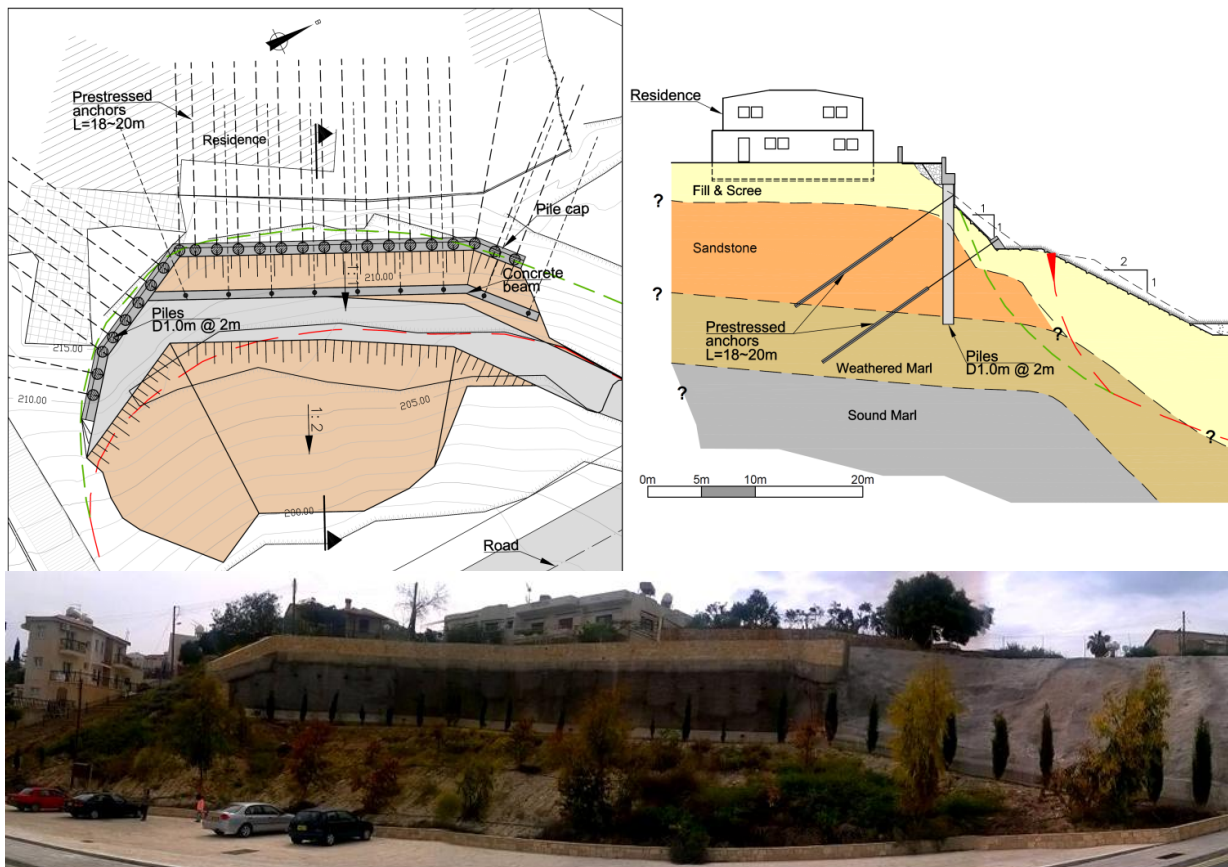 B
Prestressed
anchors
L=18~20m
Residence
Pile cap
210.00
1:1
Concrete
beam
Piles
D1.0m @ 2m
215.00
210.00
205.00
1: 2
200.00
Road
Residence
Fill & Scree
?
1
1
Sandstone
2
1
?
Prestressed
anchors
L=18~20m
Piles
D1.0m @ 2m
?
Weathered Marl
?
Sound Marl
?
0m
5m
10m
20m